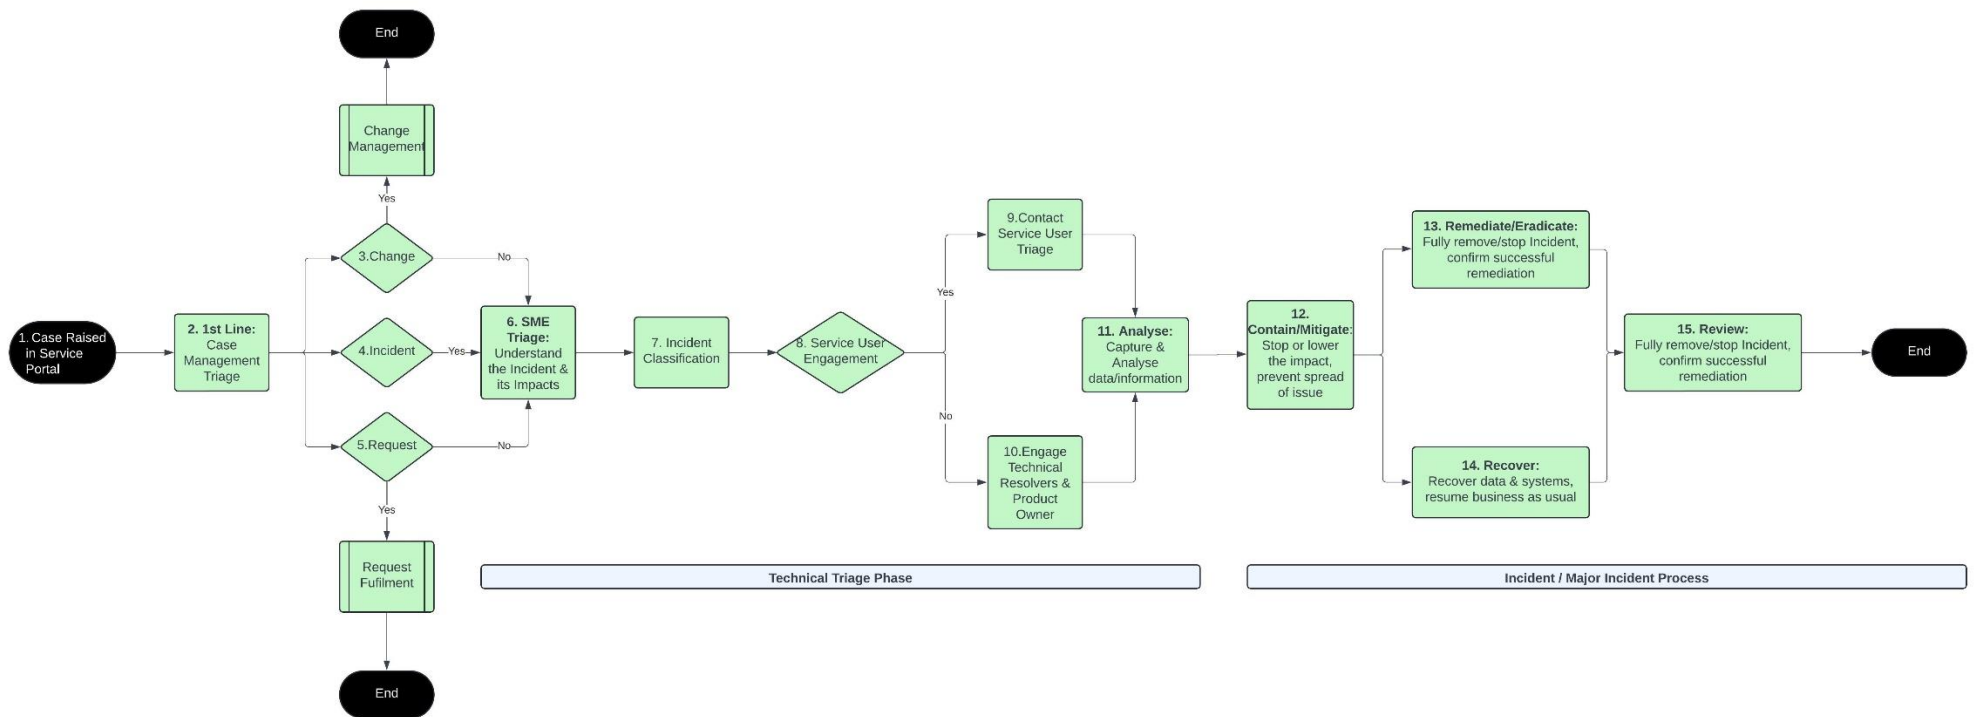 End
Change
Management
Yes
3.Change
No
1. Case Raised
in Service
Portal
2. 1st Line:
Case
Management
Triage
4.Incident
Yes
5.Request
No
Yes
Request
Fufilment
End
6. SME
Triage:
Understand
the Incident &
its Impacts
7. Incident
Classification
8. Service User
Engagement
Yes
No
9.Contact
Service User
Triage
10.Engage
Technical
Resolvers &
Product
Owner
11. Analyse:
Capture &
Analyse
data/information
Technical Triage Phase
12.
Contain/Mitigate:
Stop or lower
the impact,
prevent spread
of issue
13. Remediate/Eradicate:
Fully remove/stop Incident,
confirm successful
remediation
14. Recover:
Recover data & systems,
resume business as usual
15. Review:
Fully remove/stop Incident,
confirm successful
remediation
End
Incident / Major Incident Process